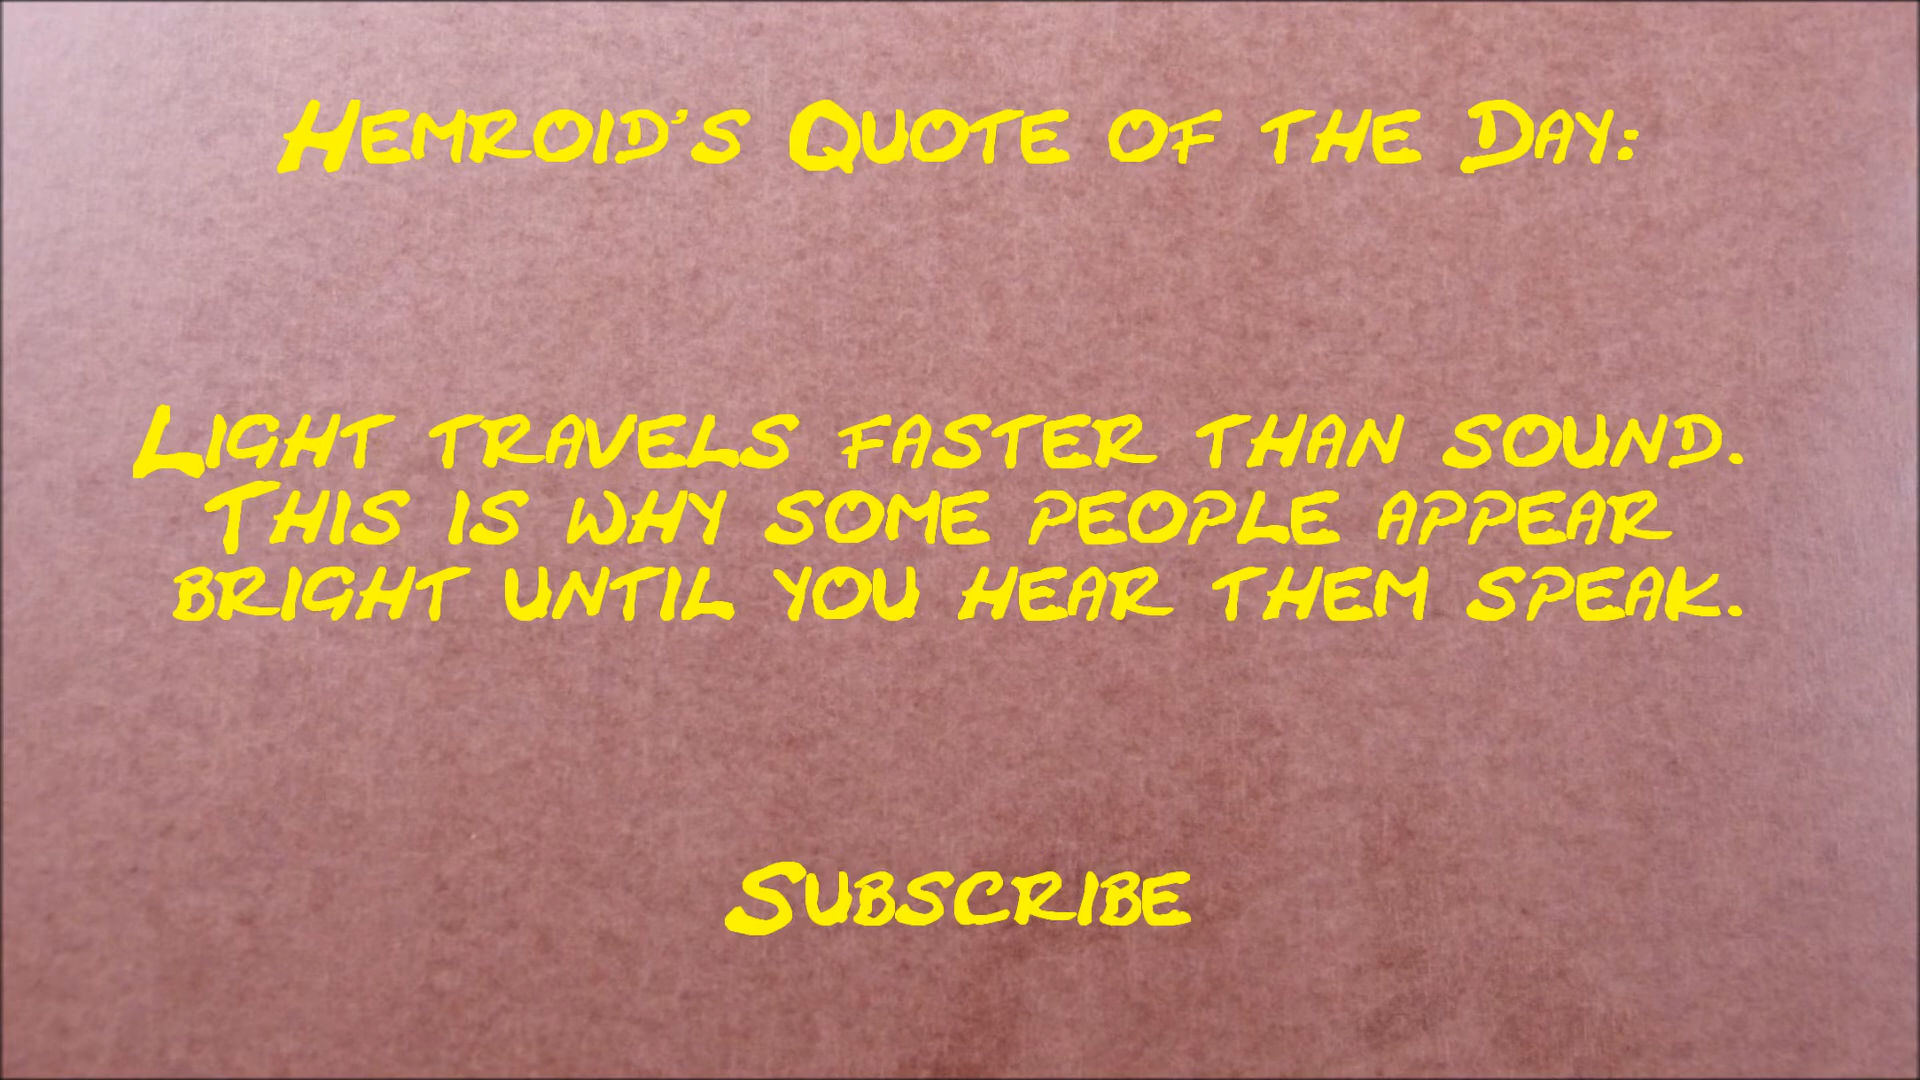 Hemroid's Quote of the Day:
Light travels faster than sound.
This is why some people appear
bright until you hear them speak.
Subscribe